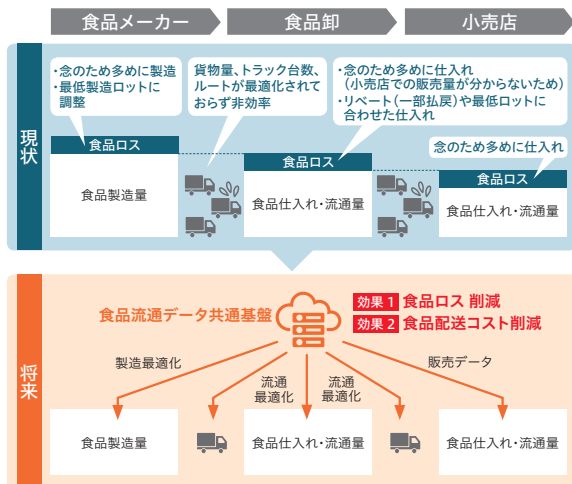 食品メーカー
食品卸
小売店
現状
・念のため多めに製造
・最低製造ロットに
調整
貨物量、トラック台数、
ルートが最適化されて
おらず非効率
・念のため多めに仕入れ
(小売店での販売量が分からないため)
・リベート(一部払戻)や最低ロットに
合わせた仕入れ
念のため多めに仕入れ
食品ロス
食品製造量
食品ロス
食品仕入れ・流通量
食品ロス
食品仕入れ・流通量
将来
食品流通データ共通基盤
効果1 食品ロス 削減
効果2 食品配送コスト削減
製造最適化
流通
最適化
流通
最適化
販売データ
食品製造量
食品仕入れ・流通量
食品仕入れ・流通量